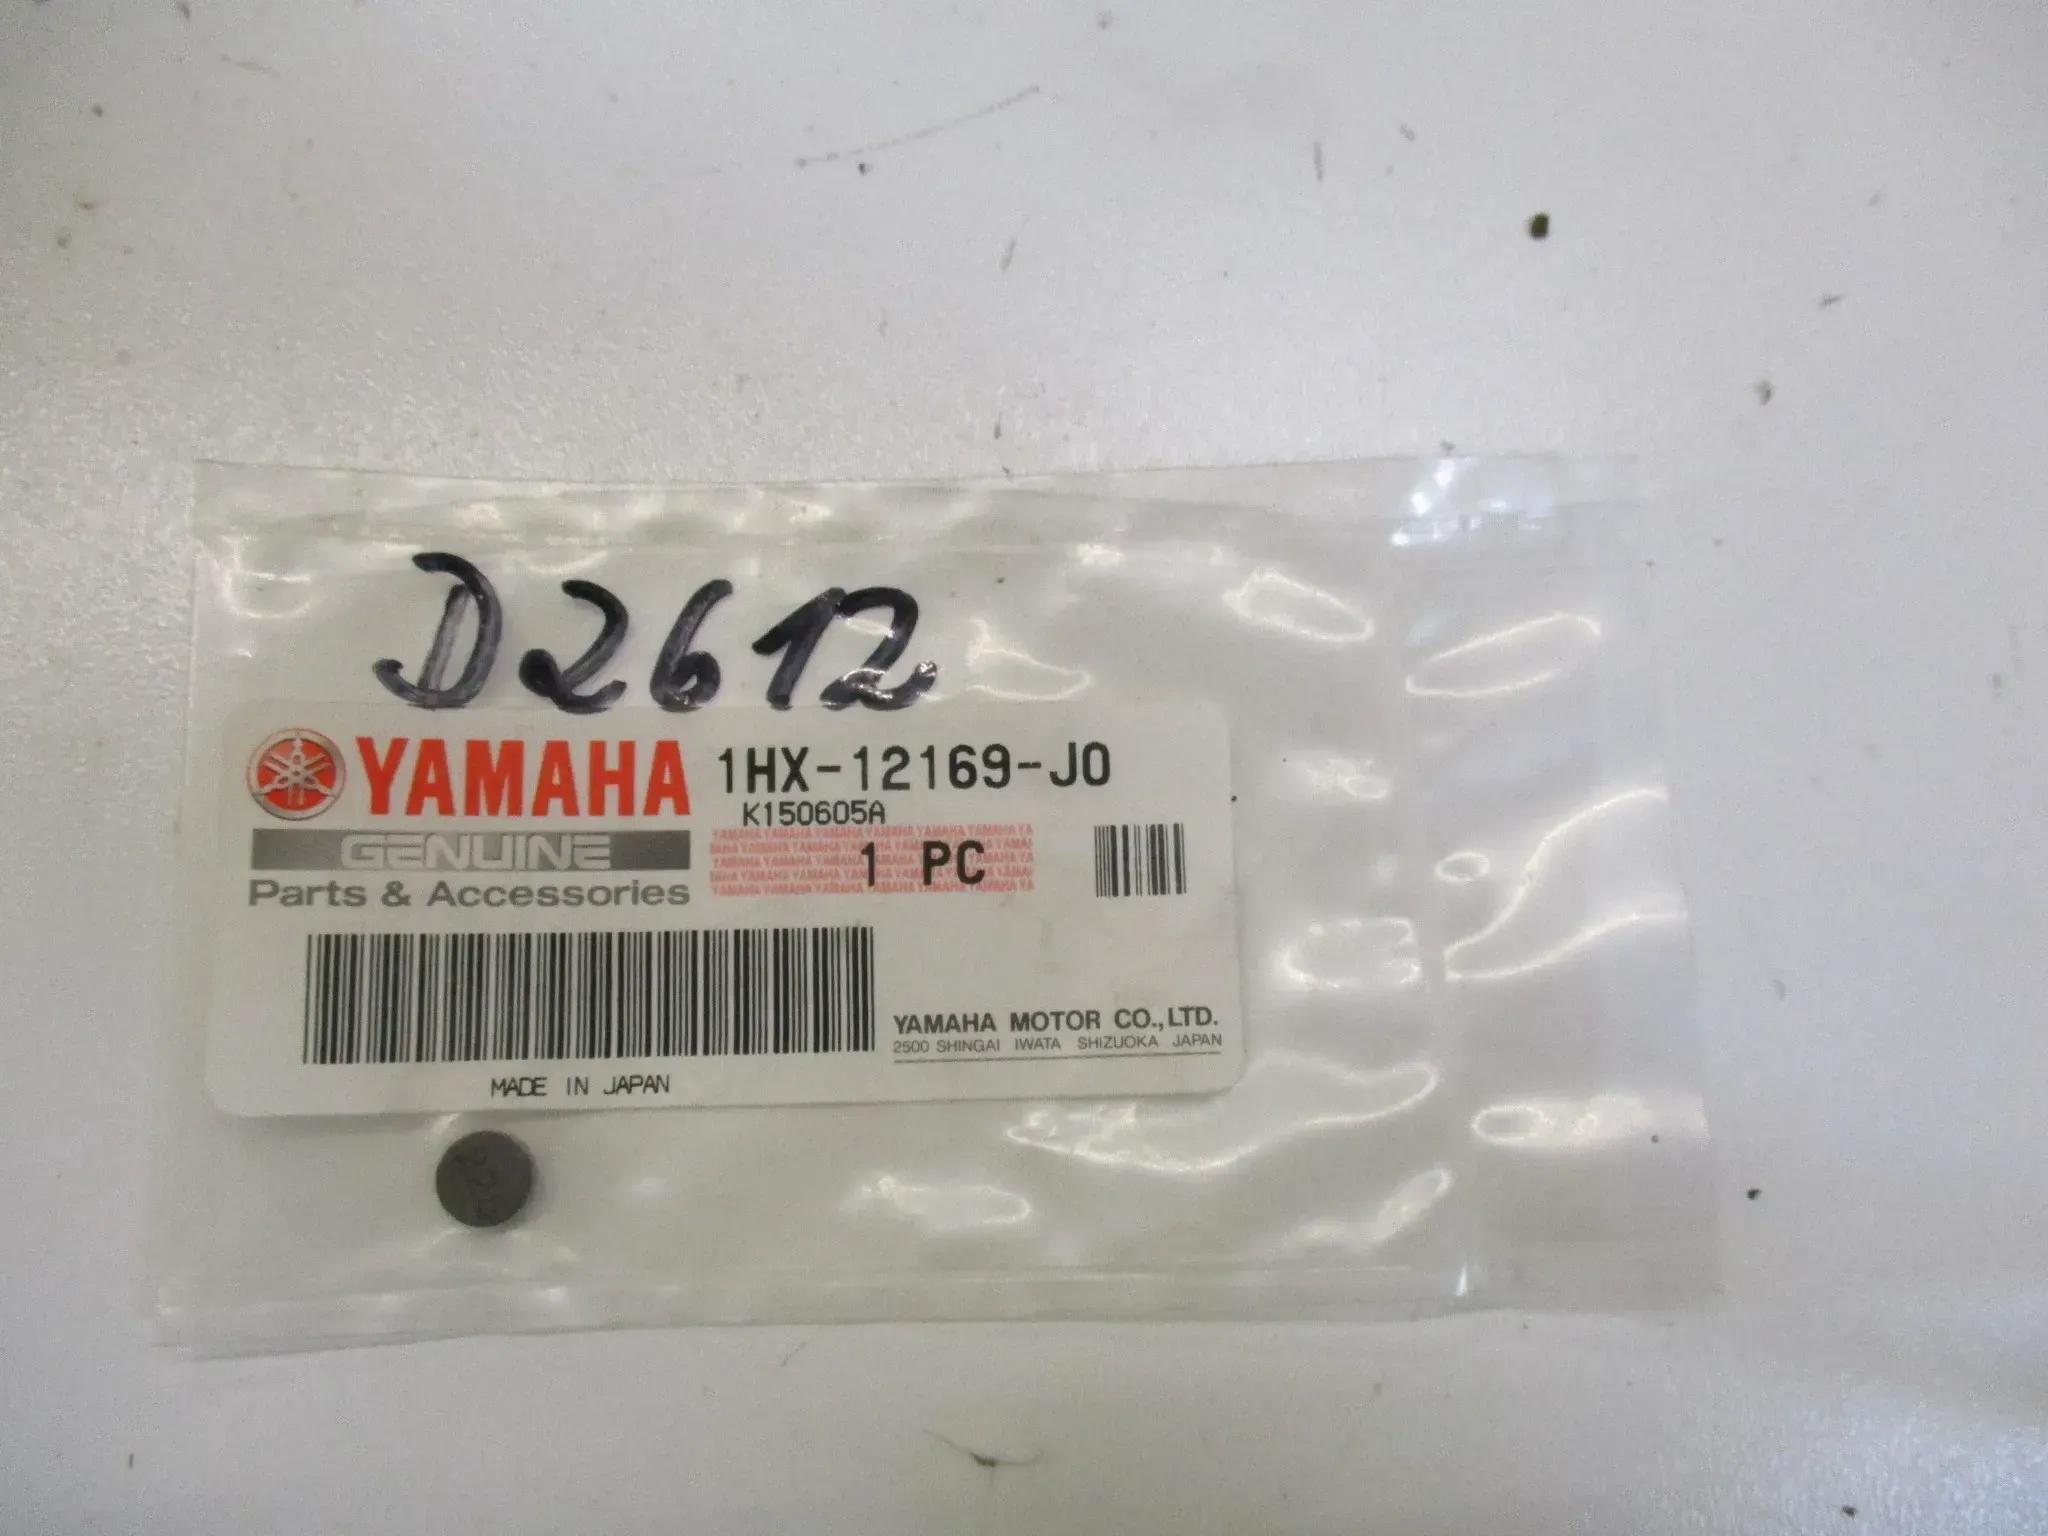 D2612
YAMAHA 1HX-12169-J0
K150605A
GENUINE
1 PC
Parts & Accessories
YAMAHA MOTOR CO.,LTD.
2500 SHINGAI IWATA SHIZUOKA JAPAN
MADE IN JAPAN